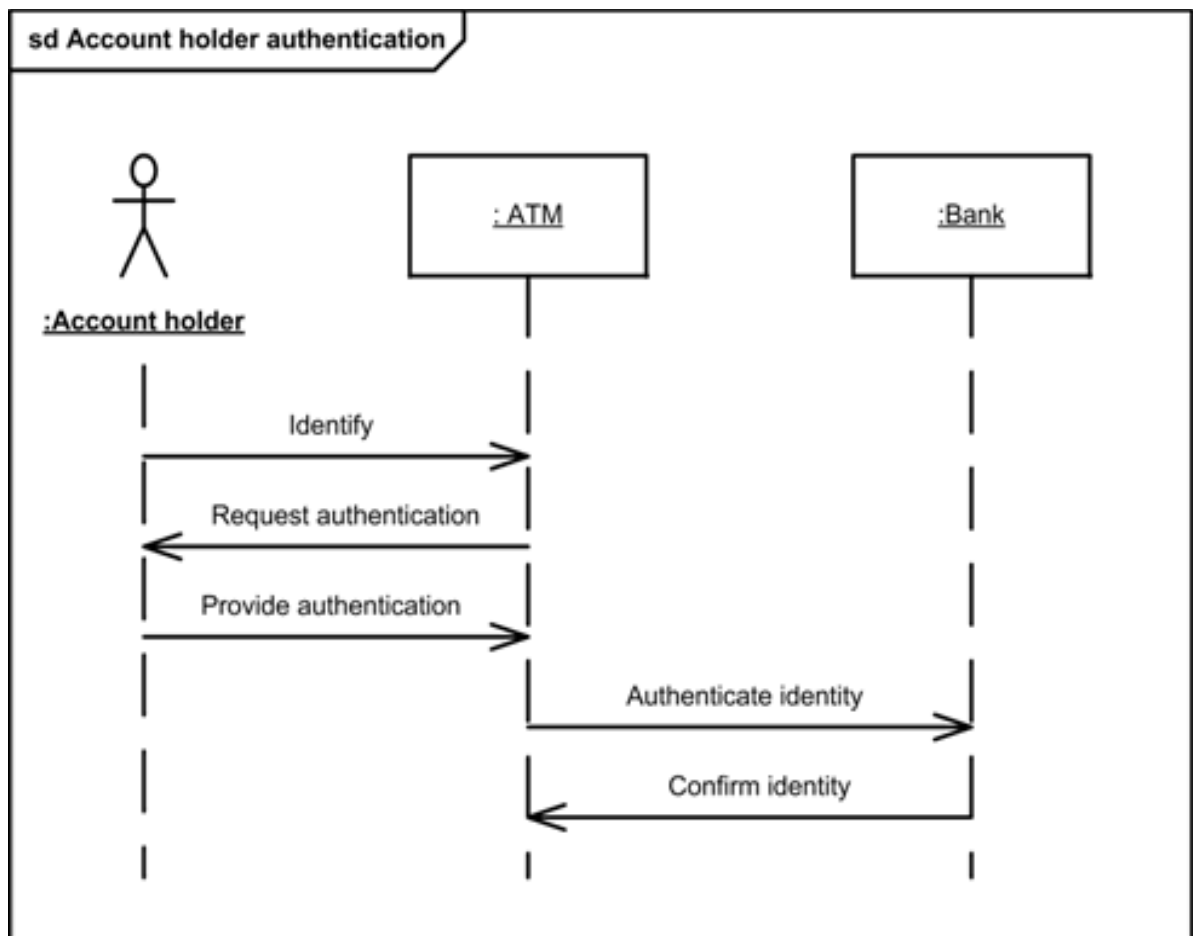 sd Account holder authentication
: ATM
:Bank
:Account holder
Identify
Request authentication
Provide authentication
Authenticate identity
Confirm identity